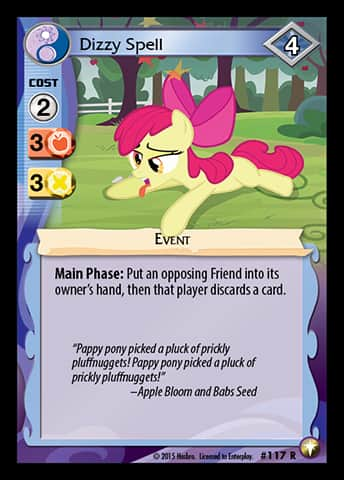 Dizzy Spell
4
COST
2
3
3
EVENT
Main Phase: Put an opposing Friend into its
owner's hand, then that player discards a card.
"Pappy pony picked a pluck of prickly
pluffnuggets! Pappy pony picked a pluck of
prickly pluffnuggets!"
–Apple Bloom and Babs Seed
© 2015 Hasbro. Licensed to Enterplay. #117 R